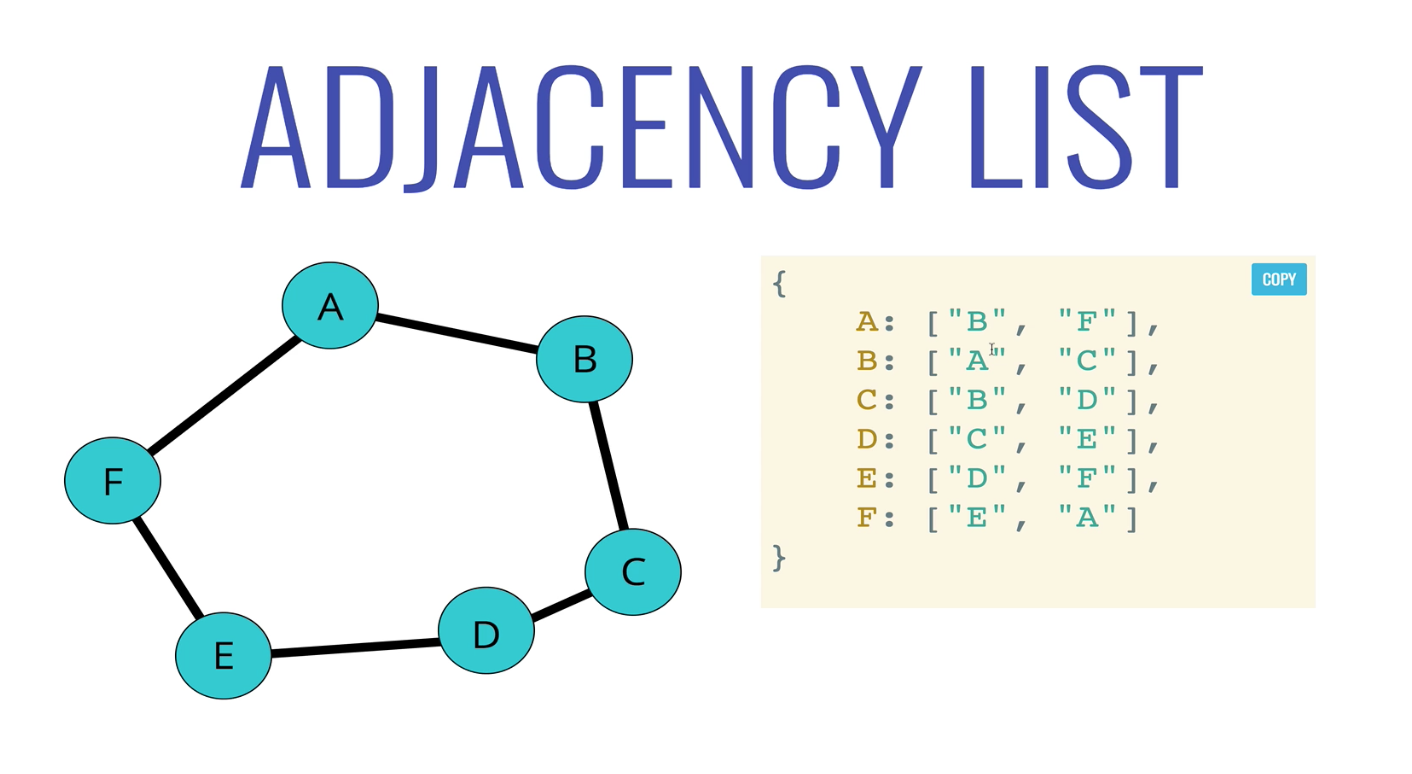 ADJACENCY LIST
A
B
F
C
D
E
COPY
{
A: ["B", "F"],
B: ["A", "C"],
C: ["B", "D"],
D: ["C", "E"],
E: ["D", "F"],
F: ["E", "A"]
}